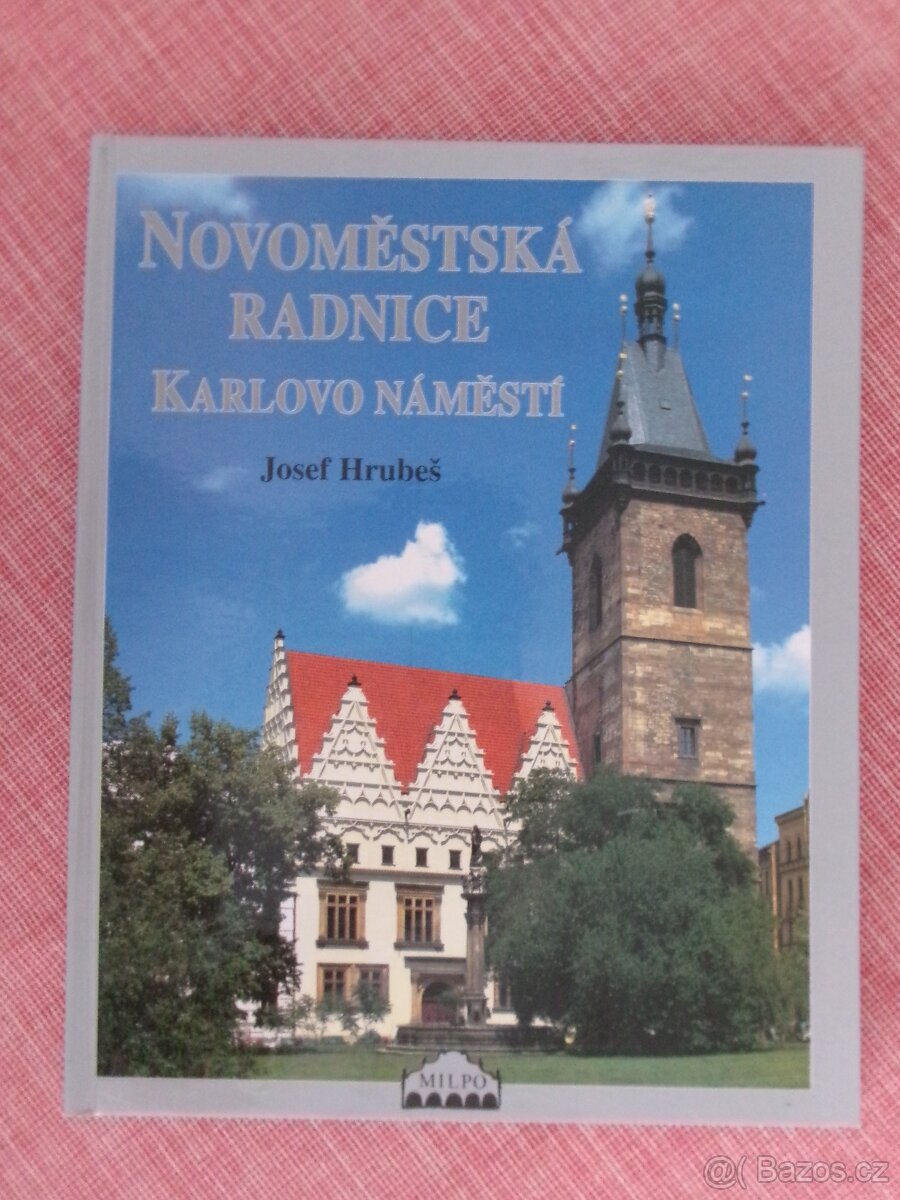 NOVOMĚSTSKÁ
RADNICE
KARLOVO NÁMĚSTÍ
Josef Hrubeš
MILPO
@( Bazos.cz